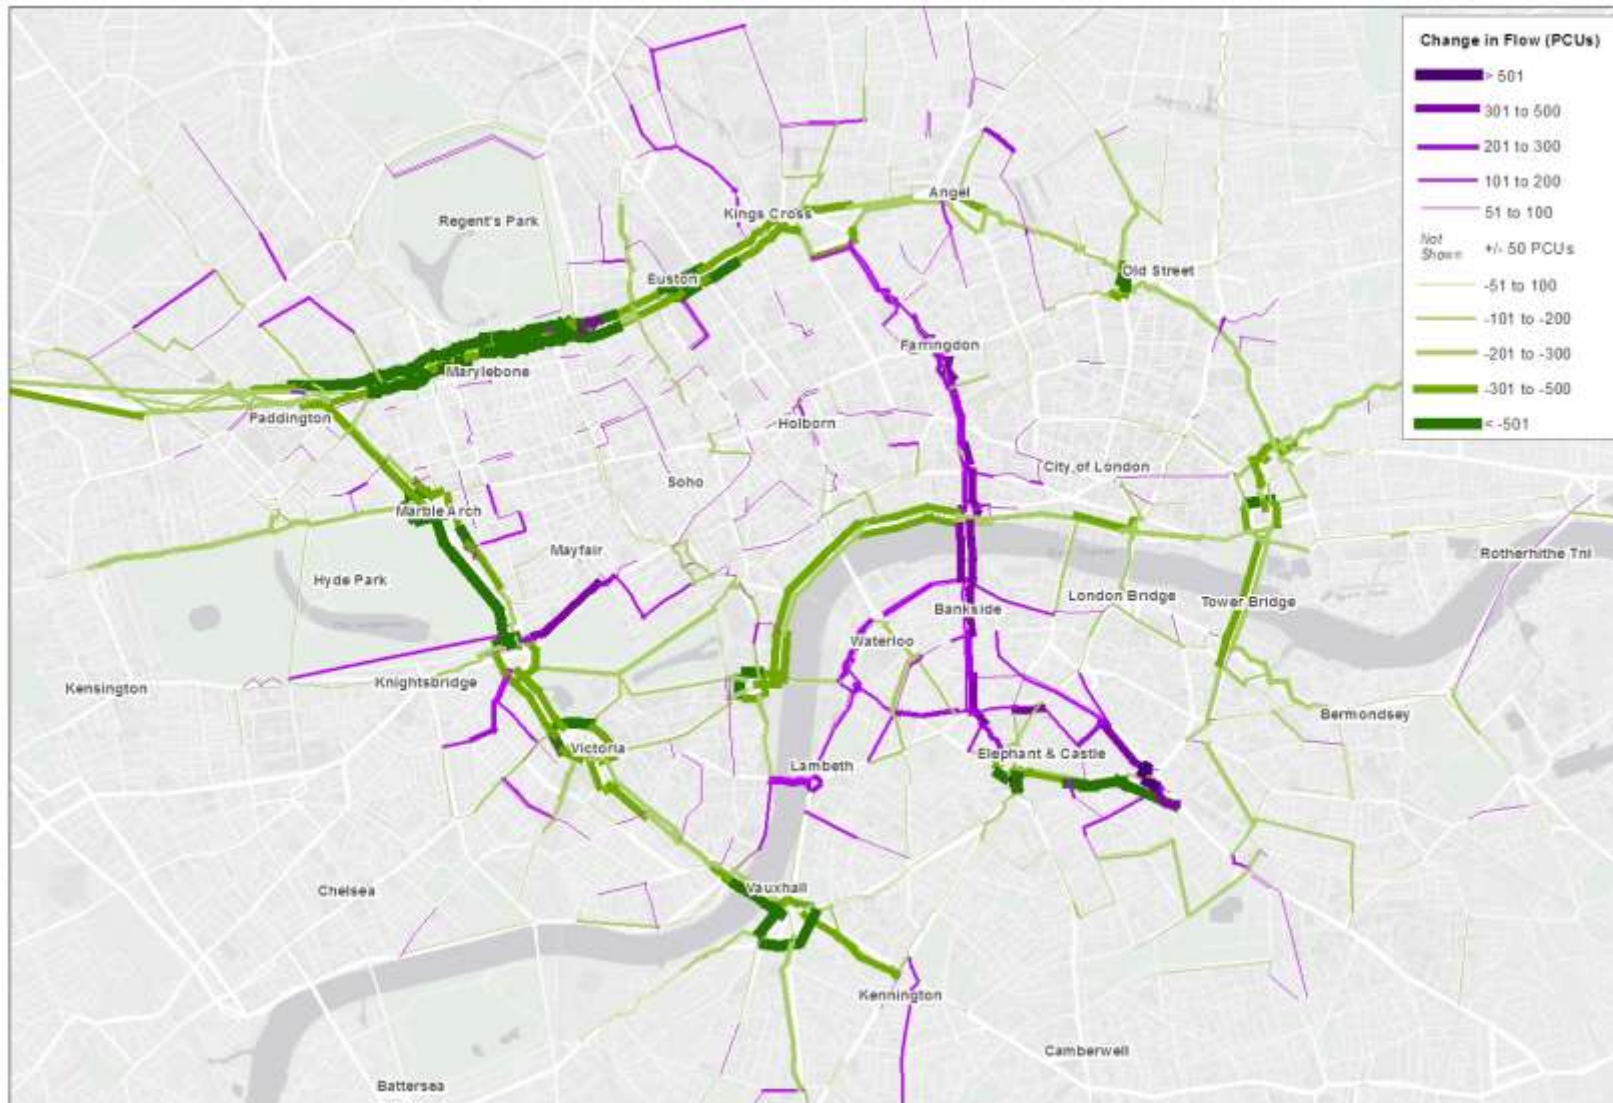 Change in Flow (PCUs)
> 501
301 to 500
201 to 300
101 to 200
51 to 100
Not
Shown
+/- 50 PCUs
-51 to 100
-101 to -200
-201 to -300
-301 to -500
< -501
Angel
Kings Cross
Regent's Park
Old Street
Euston
Farringdon
Marylebone
Paddington
Holborn
City of London
Soho
Marble Arch
Mayfair
Rotherhithe Tnl
Hyde Park
London Bridge
Tower Bridge
Bankside
Waterloo
Knightsbridge
Kensington
Bermondsey
Victoria
Elephant & Castle
Lambeth
Vauxhall
Chelsea
Kennington
Camberwell
Battersea